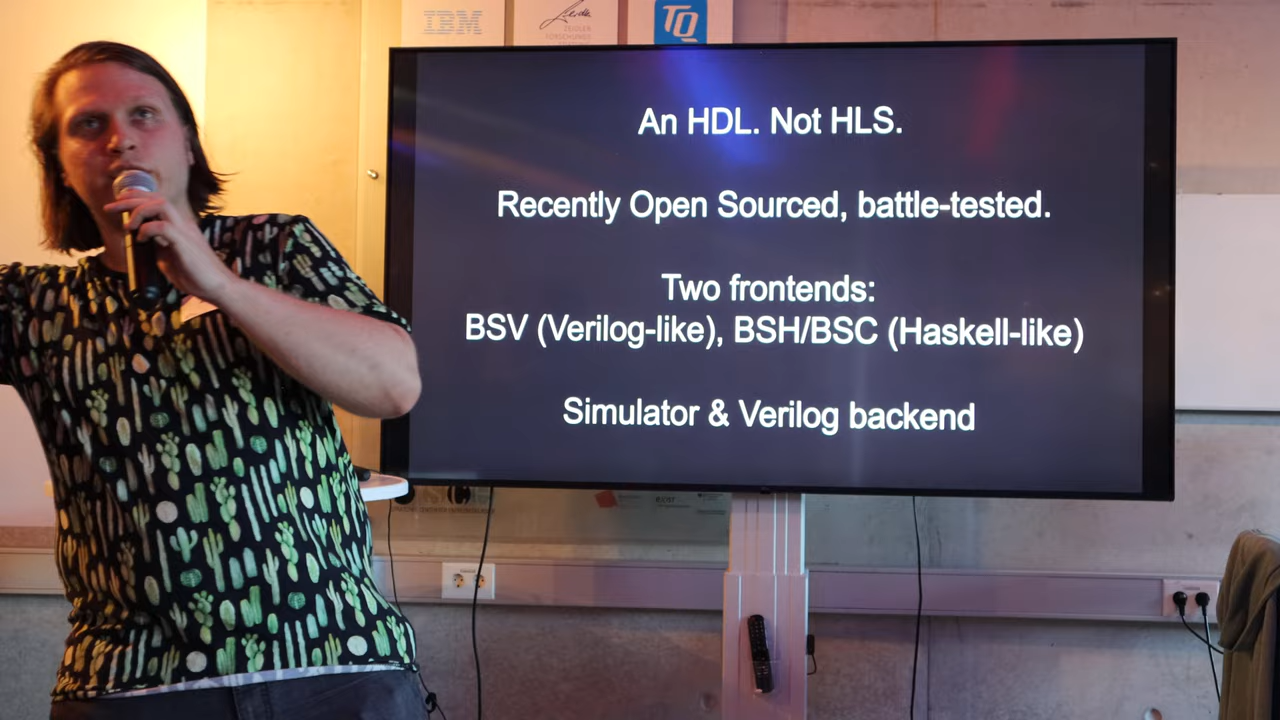 IBM
ZEIDLER
TQ
An HDL. Not HLS.
Recently Open Sourced, battle-tested.
Two frontends:
BSV (Verilog-like), BSH/BSC (Haskell-like)
Simulator & Verilog backend